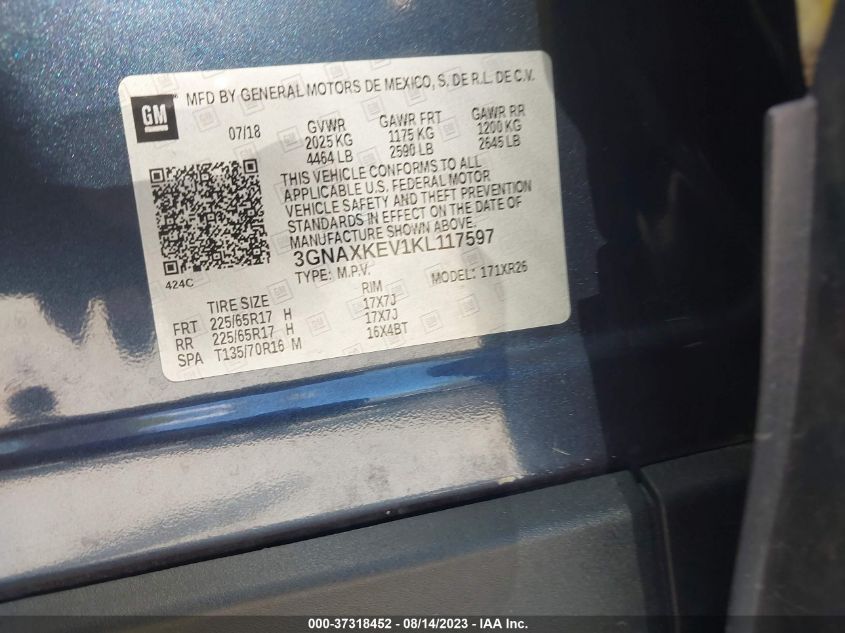 GM
MFD BY GENERAL MOTORS DE MEXICO, S. DE R.L. DE C.V.
07/18 GVWR GAWR FRT GAWR RR
2025 KG 1175 KG 1200 KG
4464 LB 2590 LB 2645 LB
THIS VEHICLE CONFORMS TO ALL
APPLICABLE U.S. FEDERAL MOTOR
VEHICLE SAFETY AND THEFT PREVENTION
STANDARDS IN EFFECT ON THE DATE OF
MANUFACTURE SHOWN ABOVE.
3GNAXKEV1KL117597
424C
TYPE: M.P.V. MODEL: 171XR26
TIRE SIZE RIM
FRT 225/65R17 H 17X7J
RR 225/65R17 H 17X7J
SPA T135/70R16 M 16X4BT
000-37318452 - 08/14/2023 - IAA Inc.